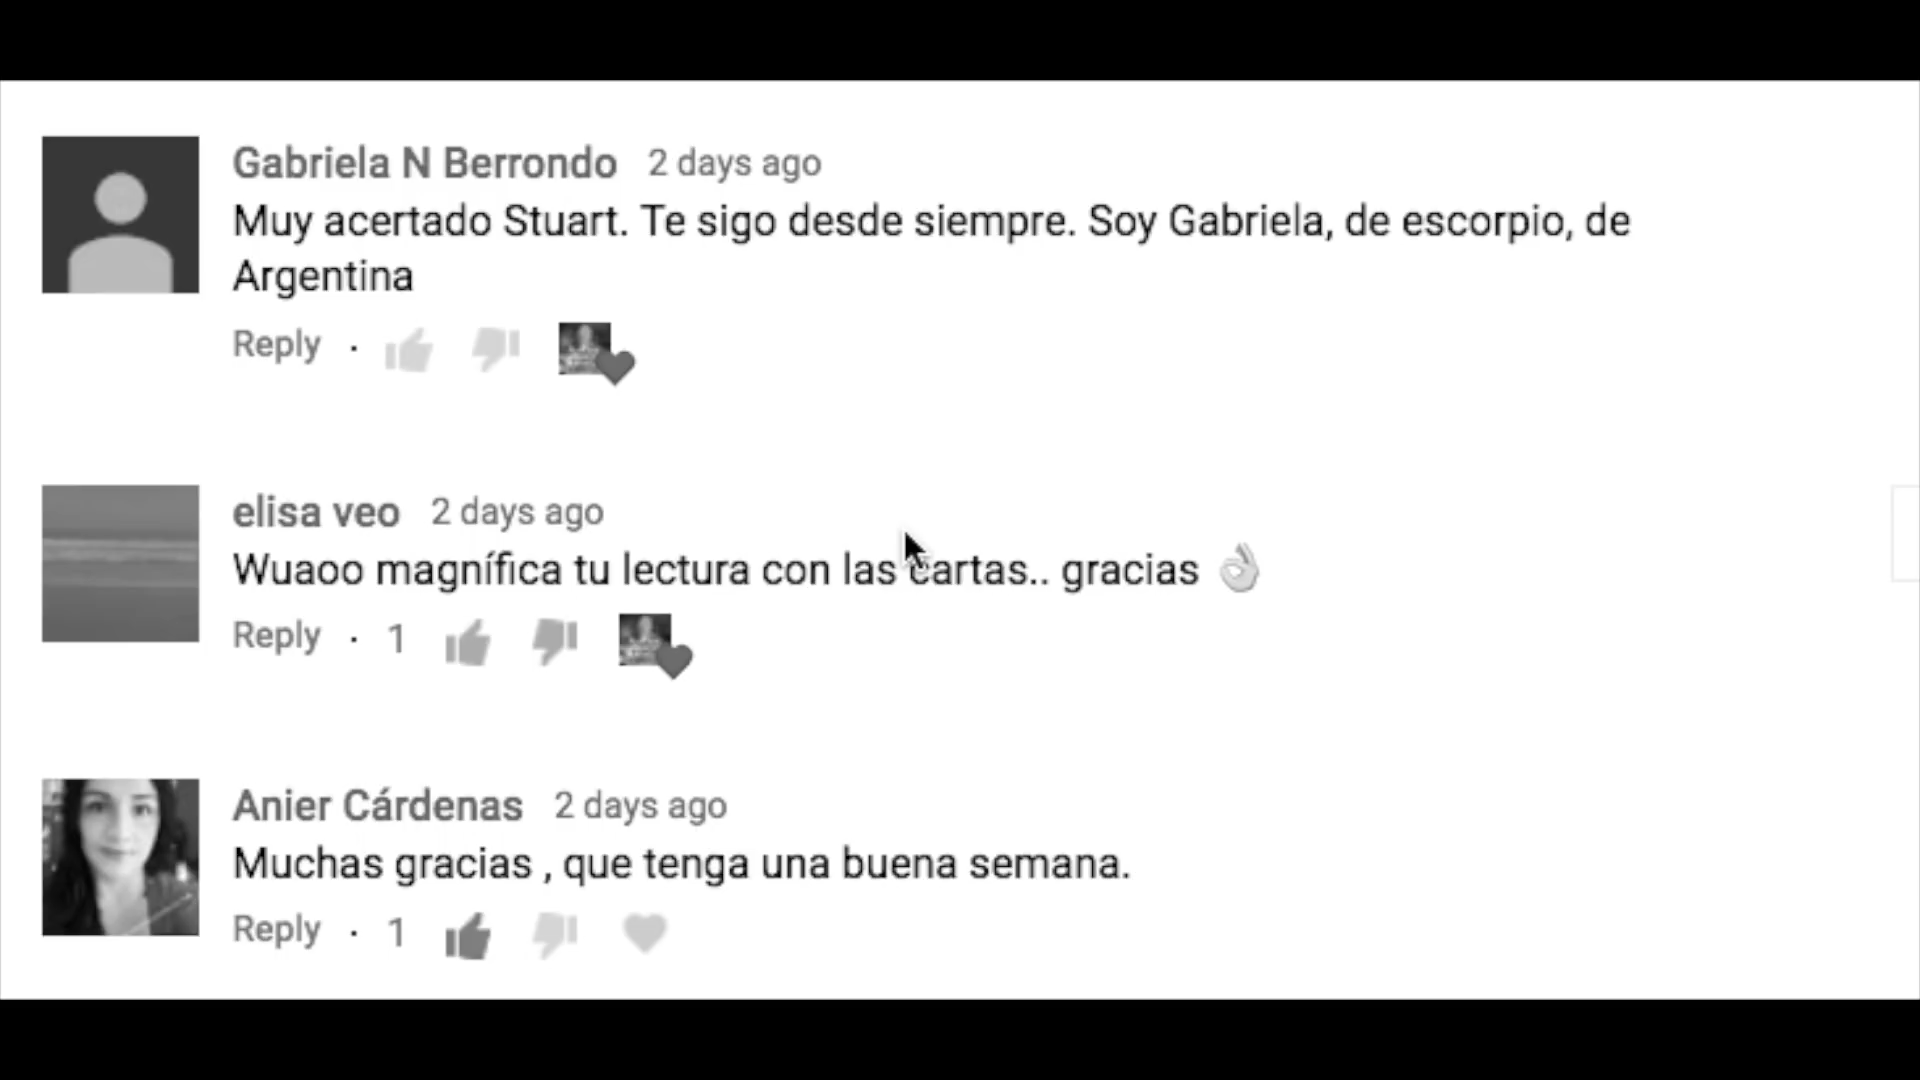 Gabriela N Berrondo 2 days ago
Muy acertado Stuart. Te sigo desde siempre. Soy Gabriela, de escorpio, de
Argentina
Reply ·
elisa veo 2 days ago
Wuaoo magnífica tu lectura con las cartas.. gracias 👌
Reply · 1
Anier Cárdenas 2 days ago
Muchas gracias , que tenga una buena semana.
Reply · 1